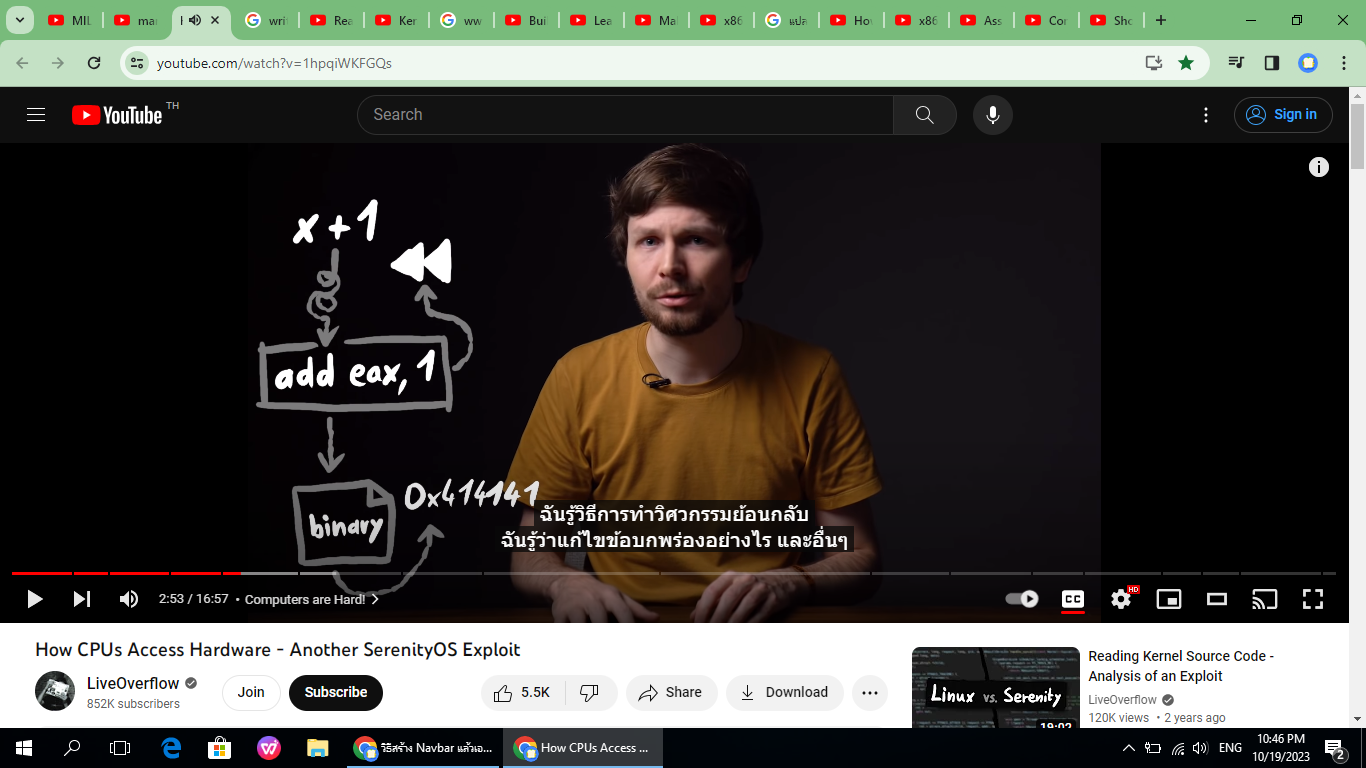 MIL
mar
writ
Rea
Ker
ww
Bui
Lea
Mal
x86
แปล
How
x86
Ass
Cor
Sho
youtube.com/watch?v=1hpqiWKFGQs
YouTube TH
Search
Sign in
x+1
add eax, 1
binary
0x414141
ฉันรู้วิธีการทำวิศวกรรมย้อนกลับ
ฉันรู้ว่าแก้ไขข้อบกพร่องอย่างไร และอื่นๆ
2:53 / 16:57 • Computers are Hard!
CC
HD
How CPUs Access Hardware - Another SerenityOS Exploit
LiveOverflow
852K subscribers
Join
Subscribe
5.5K
Share
Download
Linux vs. Serenity
19:02
Reading Kernel Source Code -
Analysis of an Exploit
LiveOverflow
120K views • 2 years ago
วิธีสร้าง Navbar แล้วเอ...
How CPUs Access ...
ENG
10:46 PM
10/19/2023
2